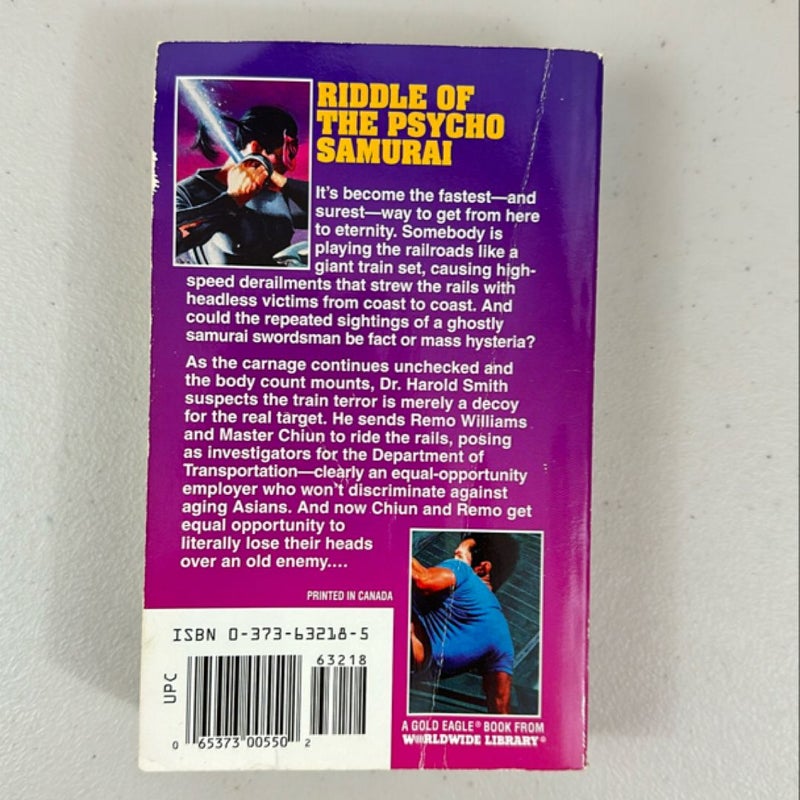 RIDDLE OF
THE PSYCHO
SAMURAI
It's become the fastest—and
surest—way to get from here
to eternity. Somebody is
playing the railroads like a
giant train set, causing high-
speed derailments that strew the rails with
headless victims from coast to coast. And
could the repeated sightings of a ghostly
samurai swordsman be fact or mass hysteria?
As the carnage continues unchecked and
the body count mounts, Dr. Harold Smith
suspects the train terror is merely a decoy
for the real target. He sends Remo Williams
and Master Chiun to ride the rails, posing
as investigators for the Department of
Transportation—clearly an equal-opportunity
employer who won't discriminate against
aging Asians. And now Chiun and Remo get
equal opportunity to
literally lose their heads
over an old enemy....
PRINTED IN CANADA
ISBN 0-373-63218-5
63218
UPC
0 65373 00550 2
A GOLD EAGLE® BOOK FROM
WORLDWIDE LIBRARY®